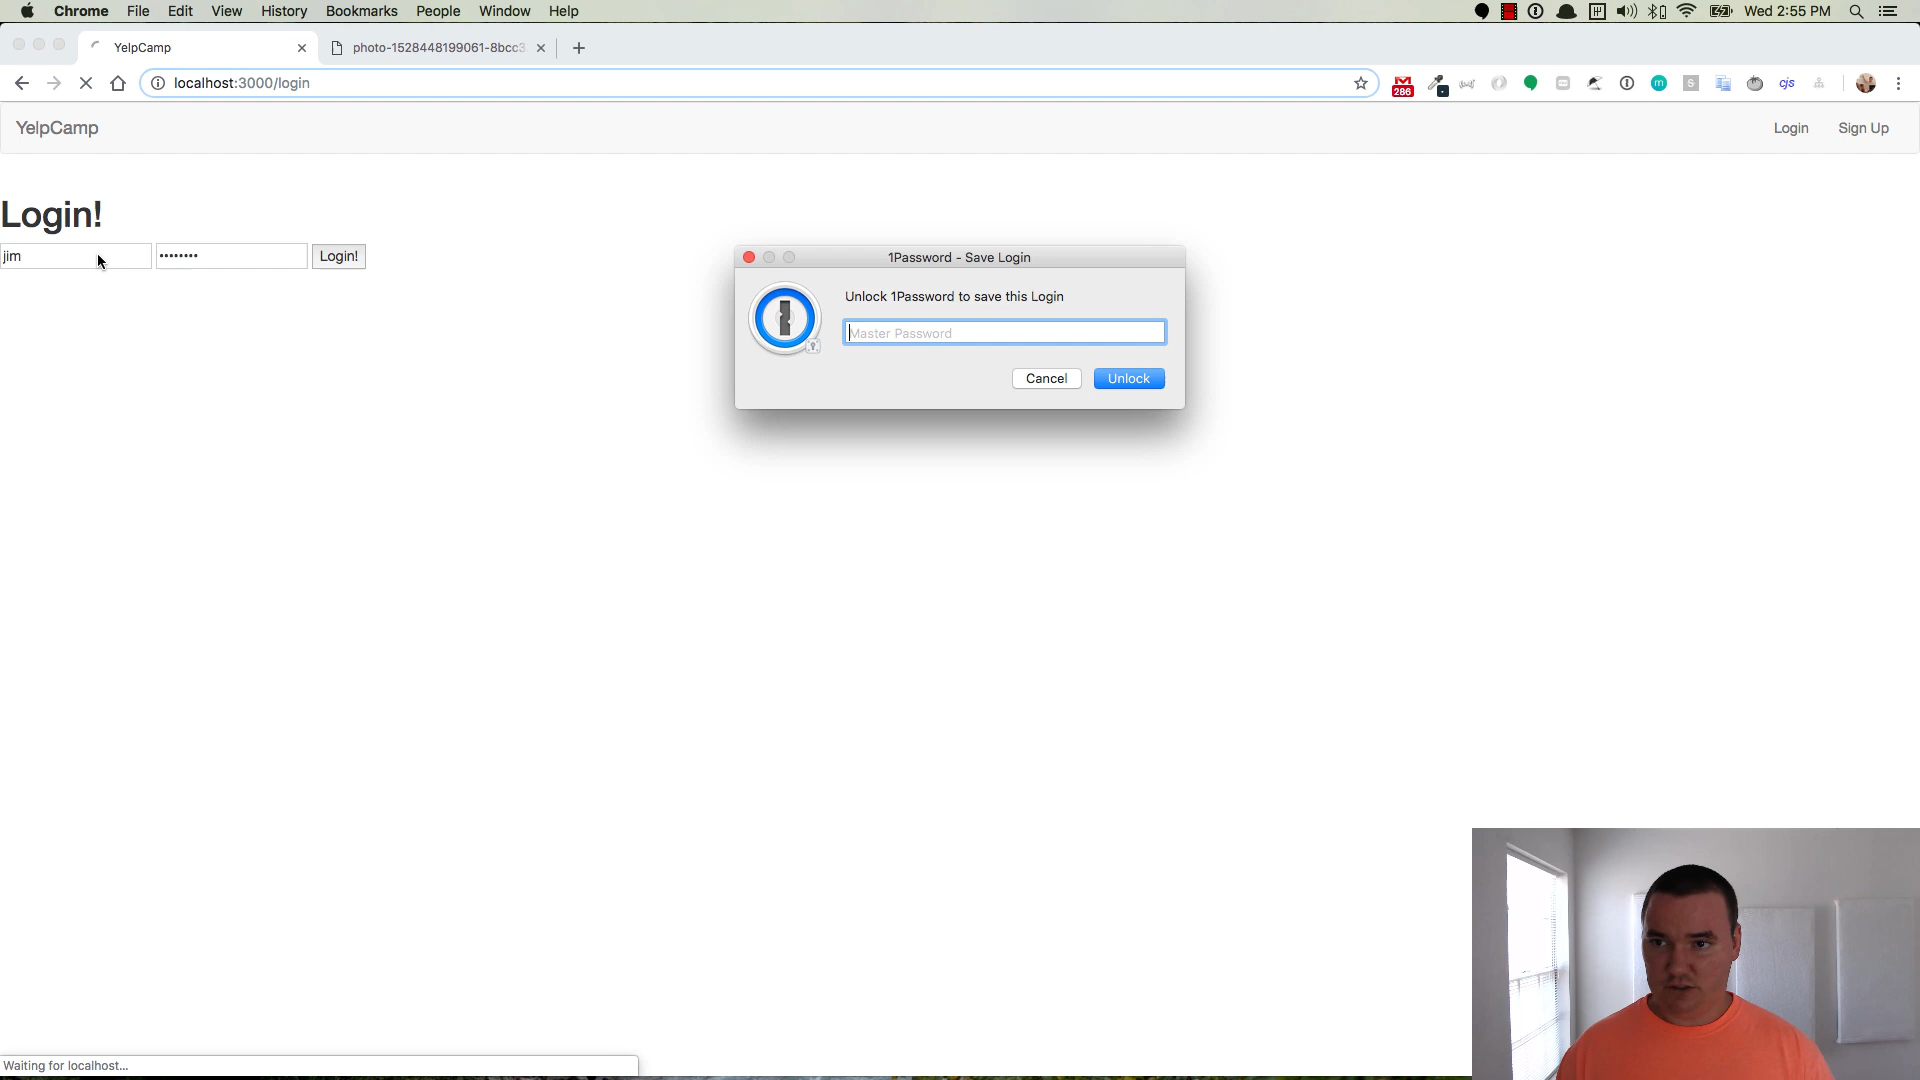 Chrome File Edit View History Bookmarks People Window Help Wed 2:55 PM
YelpCamp photo-1528448199061-8bcc3
localhost:3000/login 286 cjs
YelpCamp Login Sign Up
Login!
jim •••••••• Login!
1Password - Save Login
Unlock 1Password to save this Login
Master Password
Cancel Unlock
Waiting for localhost...